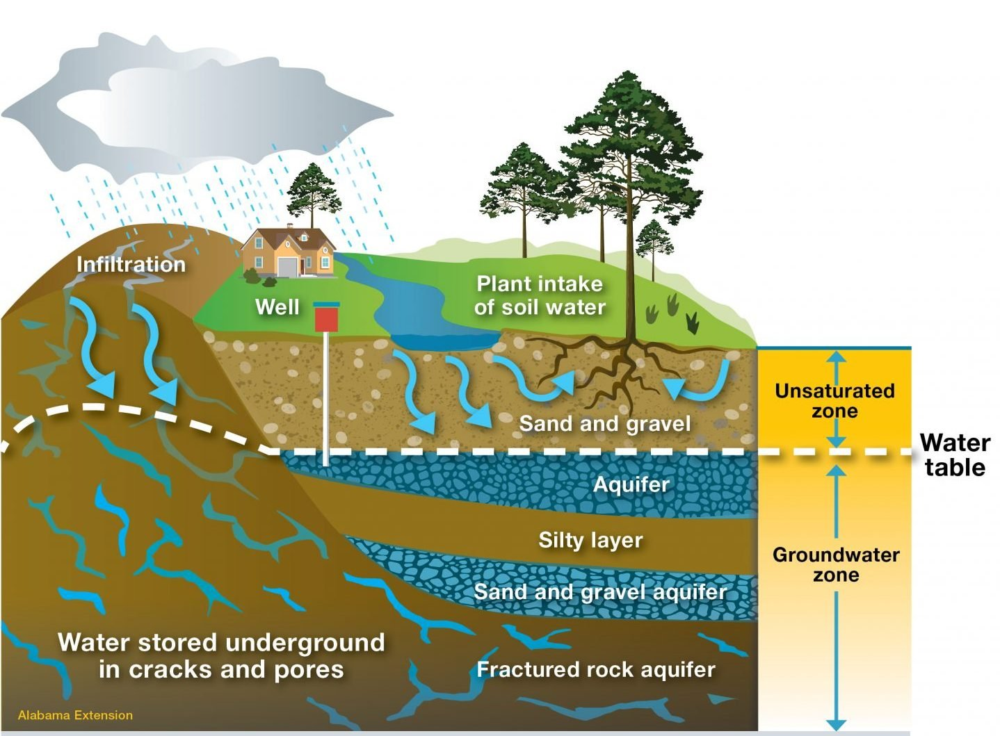 Infiltration
Well
Plant intake
of soil water
Unsaturated
zone
Sand and gravel
Water
table
Aquifer
Silty layer
Groundwater
zone
Sand and gravel aquifer
Water stored underground
in cracks and pores
Fractured rock aquifer
Alabama Extension